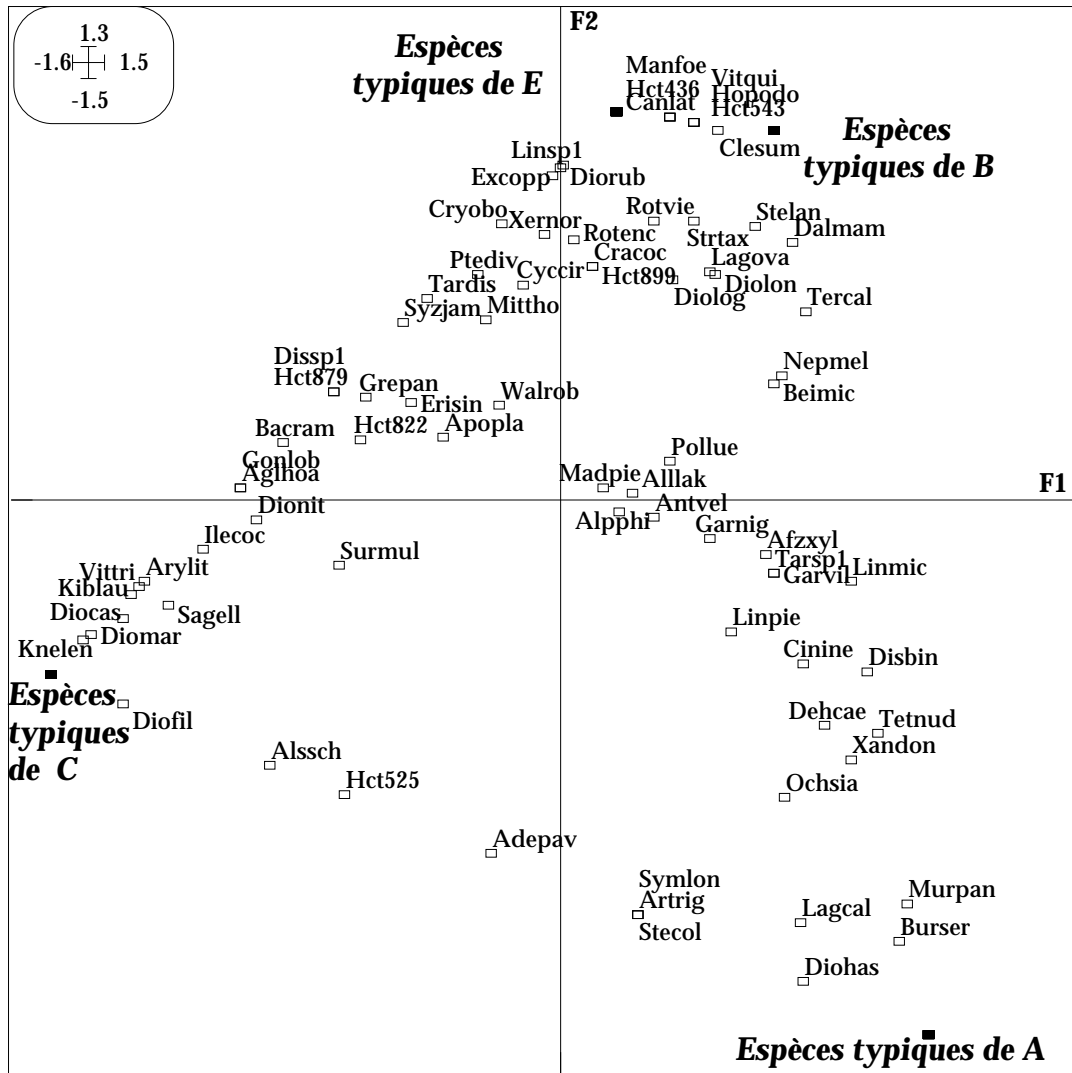 1.3
-1.6
1.5
-1.5
F2
Espèces
typiques de E
Manfoe
Hct436
Canlat
Vitqui
Hopodo
Hct543
Clesum
Espèces
typiques de B
Linsp1
Excopp
Diorub
Cryobo
Xernor
Rotvie
Stelan
Rotenc
Strtax
Dalmam
Cracoc
Lagova
Ptediv
Cyccir
Hct899
Diolon
Tardis
Diolog
Syzjam
Mittho
Tercal
Dissp1
Hct879
Grepan
Nepmel
Erisin
Walrob
Beimic
Bacram
Hct822
Apopla
Pollue
Gonlob
Aglhoa
Madpie
Alllak
F1
Dionit
Alpphi
Antvel
Garnig
Ilecoc
Surmul
Afzxyl
Vittri
Arylit
Tarsp1
Kiblau
Garvil
Linmic
Diocas
Sagell
Diomar
Linpie
Knelen
Cinine
Disbin
Espèces
typiques
de C
Diofil
Dehcae
Tetnud
Xandon
Alssch
Hct525
Ochsia
Adepav
Symlon
Artrig
Stecol
Lagcal
Murpan
Burser
Diohas
Espèces typiques de A